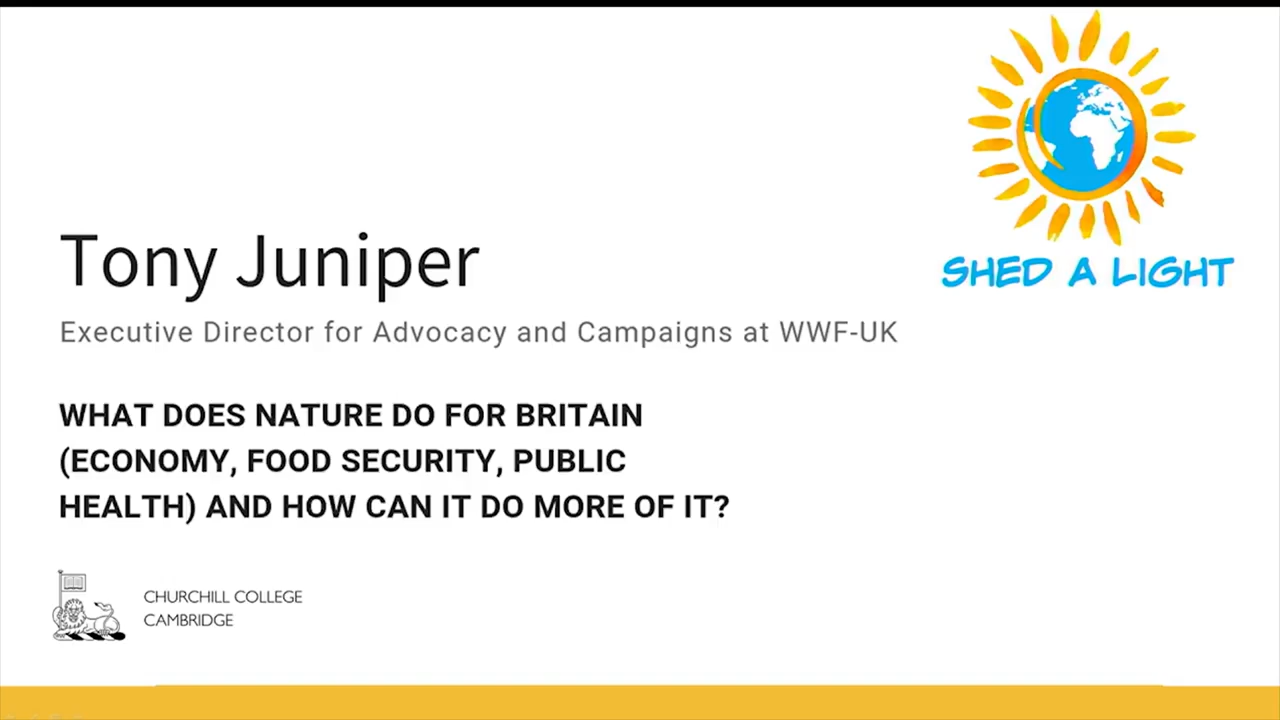 SHED A LIGHT
Tony Juniper
Executive Director for Advocacy and Campaigns at WWF-UK
WHAT DOES NATURE DO FOR BRITAIN
(ECONOMY, FOOD SECURITY, PUBLIC
HEALTH) AND HOW CAN IT DO MORE OF IT?
CHURCHILL COLLEGE
CAMBRIDGE